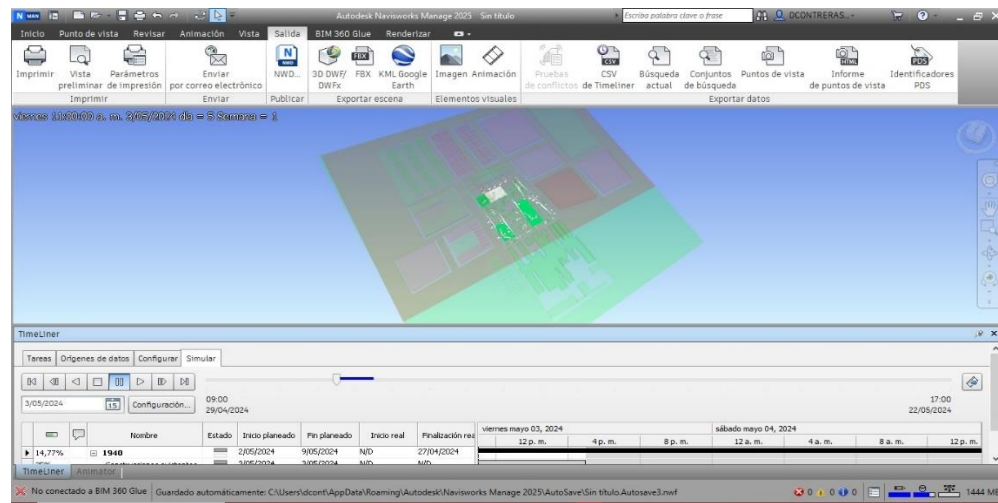 N MAN Autodesk Navisworks Manage 2025 Sin título Escriba palabra clave o frase DCONTRERAS...
Inicio Punto de vista Revisar Animación Vista Salida BIM 360 Glue Renderizar
Imprimir Vista preliminar Parámetros de impresión Enviar por correo electrónico NWD... 3D DWF/ DWFx FBX KML Google Earth Imagen Animación Pruebas de conflictos CSV de Timeliner Búsqueda actual Conjuntos de búsqueda Puntos de vista Informe de puntos de vista Identificadores PDS
Imprimir Enviar Publicar Exportar escena Elementos visuales Exportar datos
viernes 11:00:00 a. m. 3/05/2024 día = 5 Semana = 1
TimeLiner
Tareas Orígenes de datos Configurar Simular
3/05/2024 15 Configuración... 09:00 17:00
29/04/2024 22/05/2024
Nombre Estado Inicio planeado Fin planeado Inicio real Finalización rea viernes mayo 03, 2024 sábado mayo 04, 2024
12 p. m. 4 p. m. 8 p. m. 12 a. m. 4 a. m. 8 a. m. 12 p. m.
14,77% 1940 2/05/2024 9/05/2024 N/D 27/04/2024
TimeLiner Animator
No conectado a BIM 360 Glue Guardado automáticamente: C:\Users\dcont\AppData\Roaming\Autodesk\Navisworks Manage 2025\AutoSave\Sin título.Autosave3.nwf 0 0 0 1444 MB